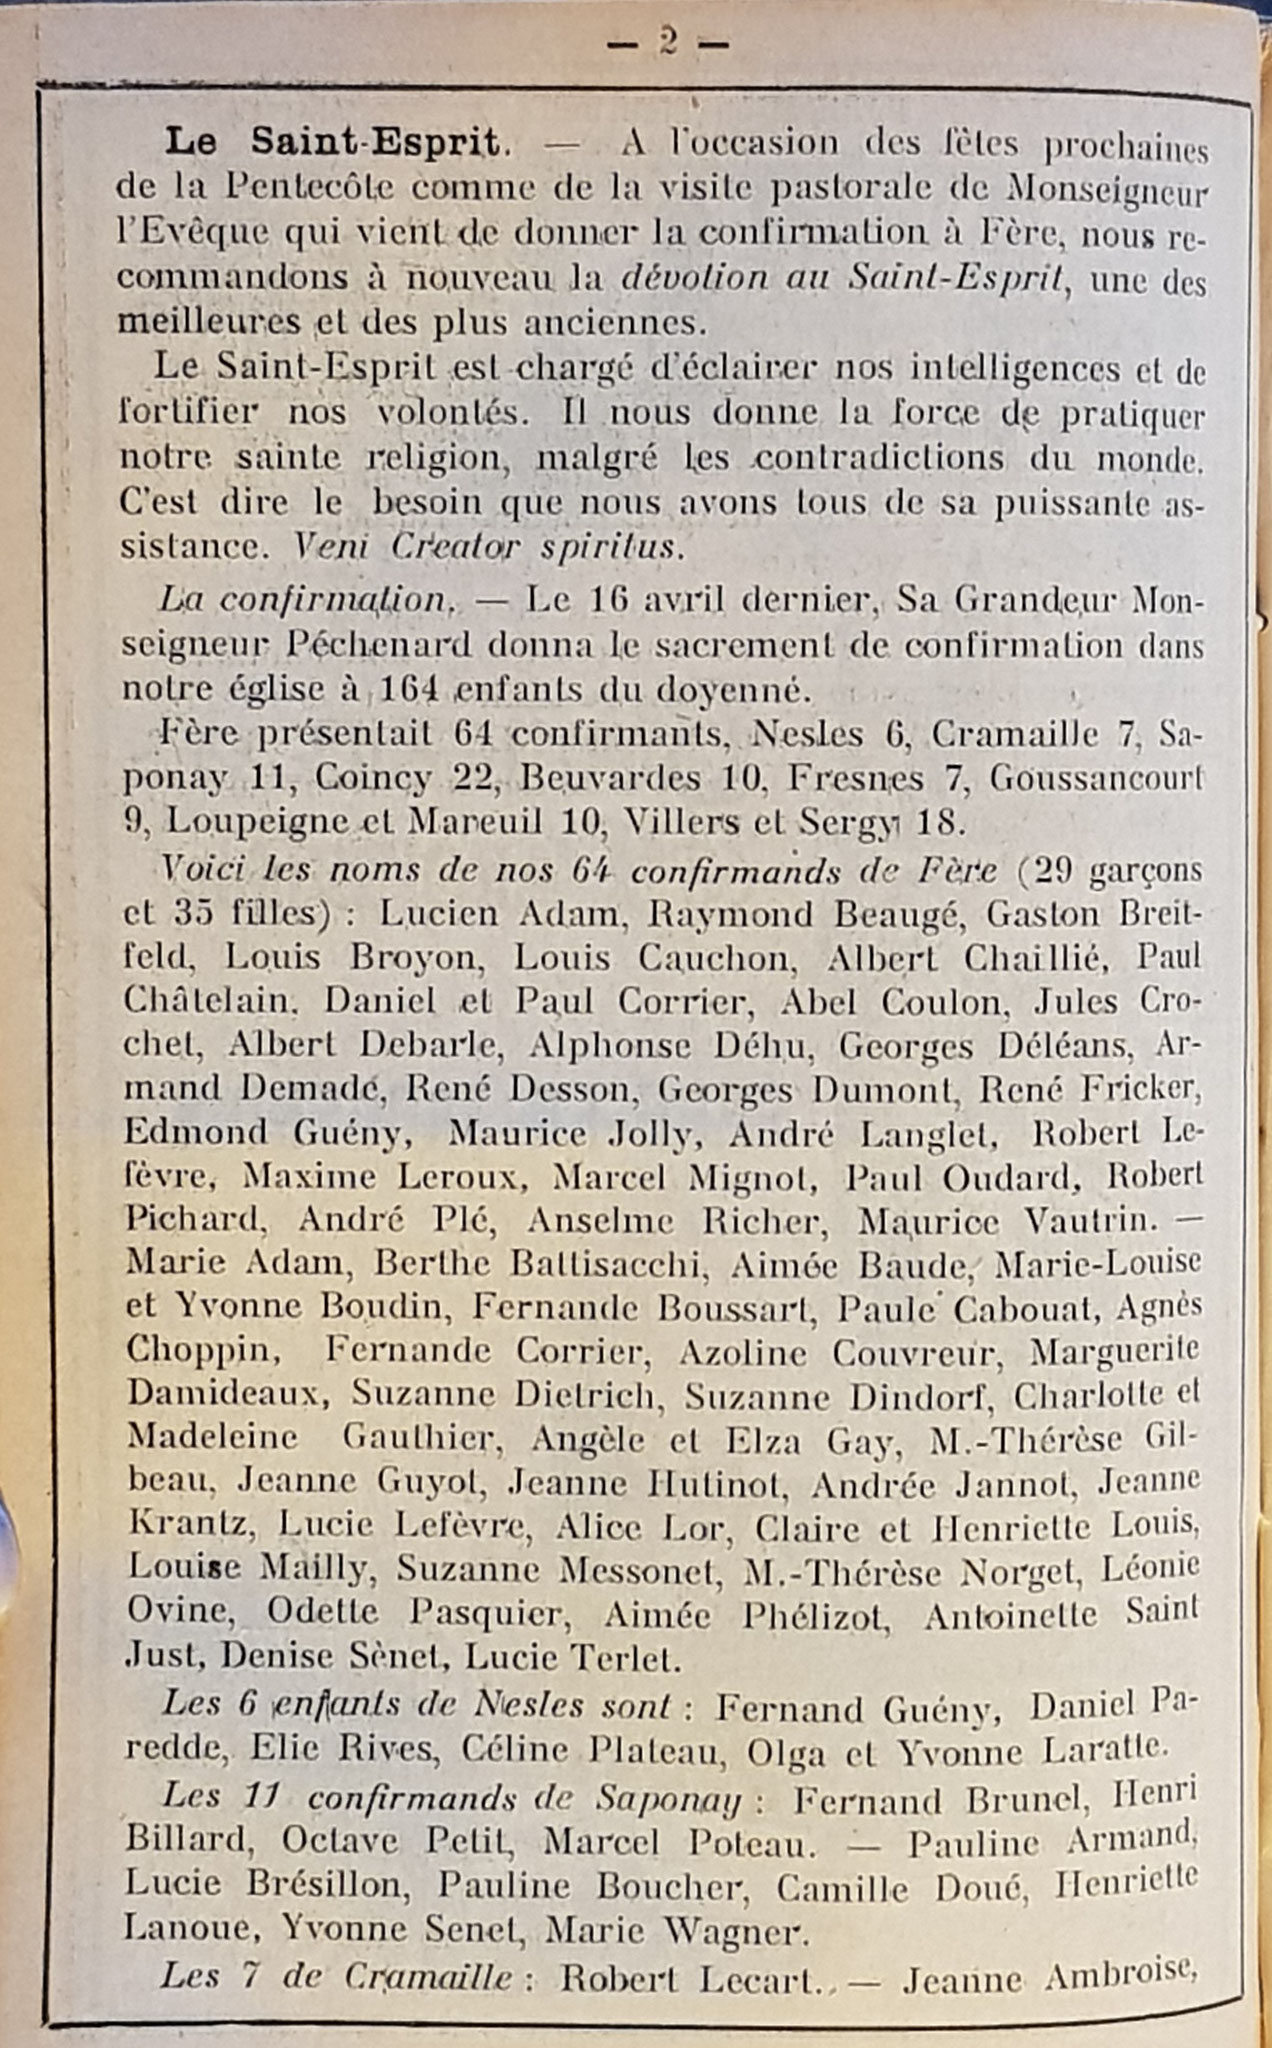 — 2 —
Le Saint-Esprit. — A l'occasion des fêtes prochaines
de la Pentecôte comme de la visite pastorale de Monseigneur
l'Evêque qui vient de donner la confirmation à Fère, nous re-
commandons à nouveau la dévotion au Saint-Esprit, une des
meilleures et des plus anciennes.
Le Saint-Esprit est chargé d'éclairer nos intelligences et de
fortifier nos volontés. Il nous donne la force de pratiquer
notre sainte religion, malgré les contradictions du monde.
C'est dire le besoin que nous avons tous de sa puissante as-
sistance. Veni Creator spiritus.
La confirmation. — Le 16 avril dernier, Sa Grandeur Mon-
seigneur Péchenard donna le sacrement de confirmation dans
notre église à 164 enfants du doyenné.
Fère présentait 64 confirmants, Nesles 6, Cramaille 7, Sa-
ponay 11, Coincy 22, Beuvardes 10, Fresnes 7, Goussancourt
9, Loupeigne et Mareuil 10, Villers et Sergy 18.
Voici les noms de nos 64 confirmands de Fère (29 garçons
et 35 filles) : Lucien Adam, Raymond Beaugé, Gaston Breit-
feld, Louis Broyon, Louis Cauchon, Albert Chaillié, Paul
Châtelain, Daniel et Paul Corrier, Abel Coulon, Jules Cro-
chet, Albert Debarle, Alphonse Déhu, Georges Déléans, Ar-
mand Demadé, René Desson, Georges Dumont, René Fricker,
Edmond Guény, Maurice Jolly, André Langlet, Robert Le-
fèvre, Maxime Leroux, Marcel Mignot, Paul Oudard, Robert
Pichard, André Plé, Anselme Richer, Maurice Vautrin. —
Marie Adam, Berthe Battisacchi, Aimée Baude, Marie-Louise
et Yvonne Boudin, Fernande Boussart, Paule Cabouat, Agnès
Choppin, Fernande Corrier, Azoline Couvreur, Marguerite
Damideaux, Suzanne Dietrich, Suzanne Dindorf, Charlotte et
Madeleine Gauthier, Angèle et Elza Gay, M.-Thérèse Gil-
beau, Jeanne Guyot, Jeanne Hutinot, Andrée Jannot, Jeanne
Krantz, Lucie Lefèvre, Alice Lor, Claire et Henriette Louis,
Louise Mailly, Suzanne Messonet, M.-Thérèse Norget, Léonie
Ovine, Odette Pasquier, Aimée Phélizot, Antoinette Saint
Just, Denise Sènet, Lucie Terlet.
Les 6 enfants de Nesles sont : Fernand Guény, Daniel Pa-
redde, Elie Rives, Céline Plateau, Olga et Yvonne Laratte.
Les 11 confirmands de Saponay : Fernand Brunel, Henri
Billard, Octave Petit, Marcel Poteau. — Pauline Armand,
Lucie Brésillon, Pauline Boucher, Camille Doué, Henriette
Lanoue, Yvonne Senet, Marie Wagner.
Les 7 de Cramaille : Robert Lecart. — Jeanne Ambroise,